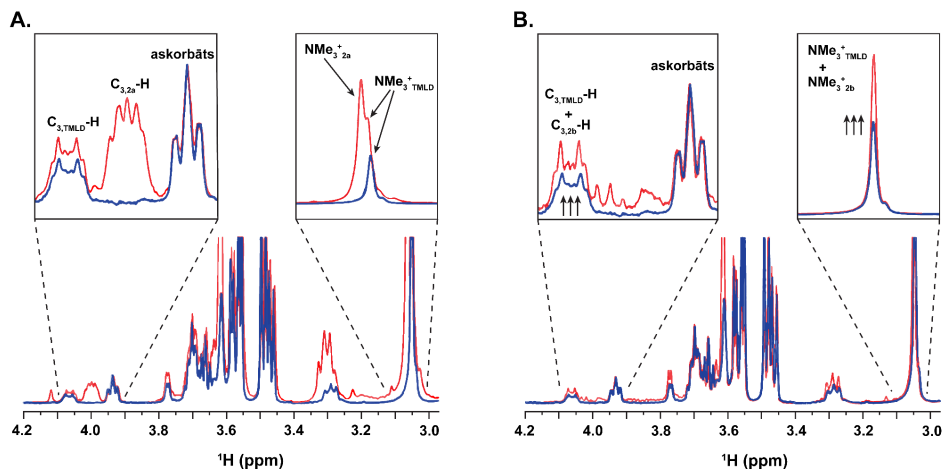 A.
askorbāts
C3,2a-H
C3,TMLD-H
NMe3+2a
NMe3+TMLD
4.2 4.0 3.8 3.6 3.4 3.2 3.0
1H (ppm)
B.
askorbāts
C3,TMLD-H
+
C3,2b-H
NMe3+TMLD
+
NMe3+2b
4.2 4.0 3.8 3.6 3.4 3.2 3.0
1H (ppm)